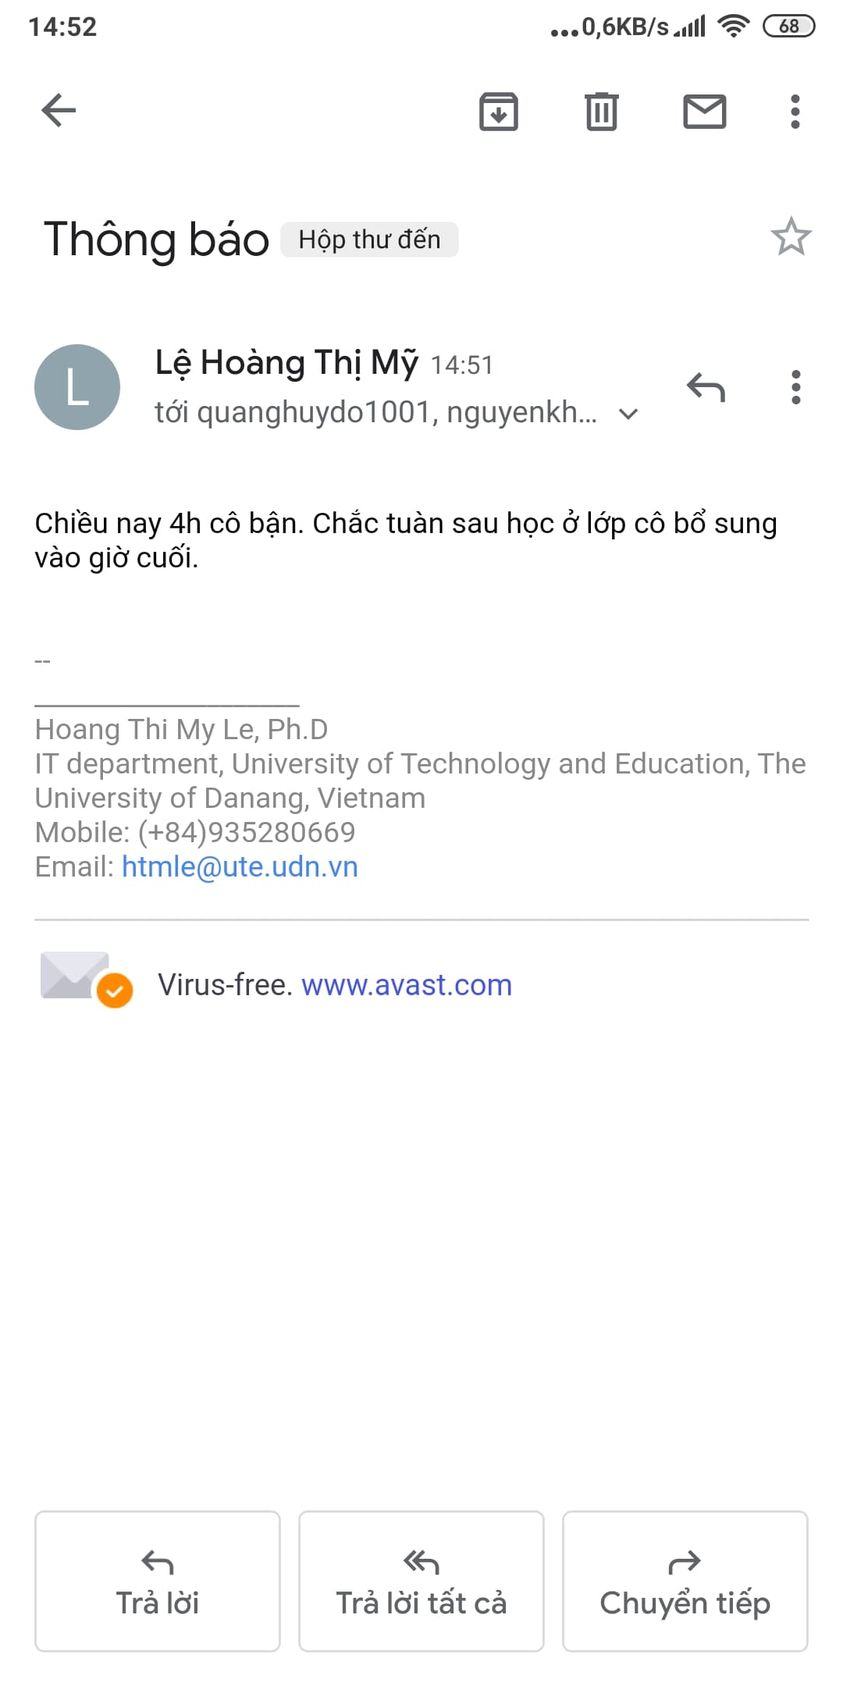 14:52
...0,6KB/s
68
Thông báo
Hộp thư đến
L
Lệ Hoàng Thị Mỹ 14:51
tới quanghuydo1001, nguyenkh...
Chiều nay 4h cô bận. Chắc tuàn sau học ở lớp cô bổ sung
vào giờ cuối.
--
___________________
Hoang Thi My Le, Ph.D
IT department, University of Technology and Education, The
University of Danang, Vietnam
Mobile: (+84)935280669
Email: htmle@ute.udn.vn
Virus-free. www.avast.com
Trả lời
Trả lời tất cả
Chuyển tiếp